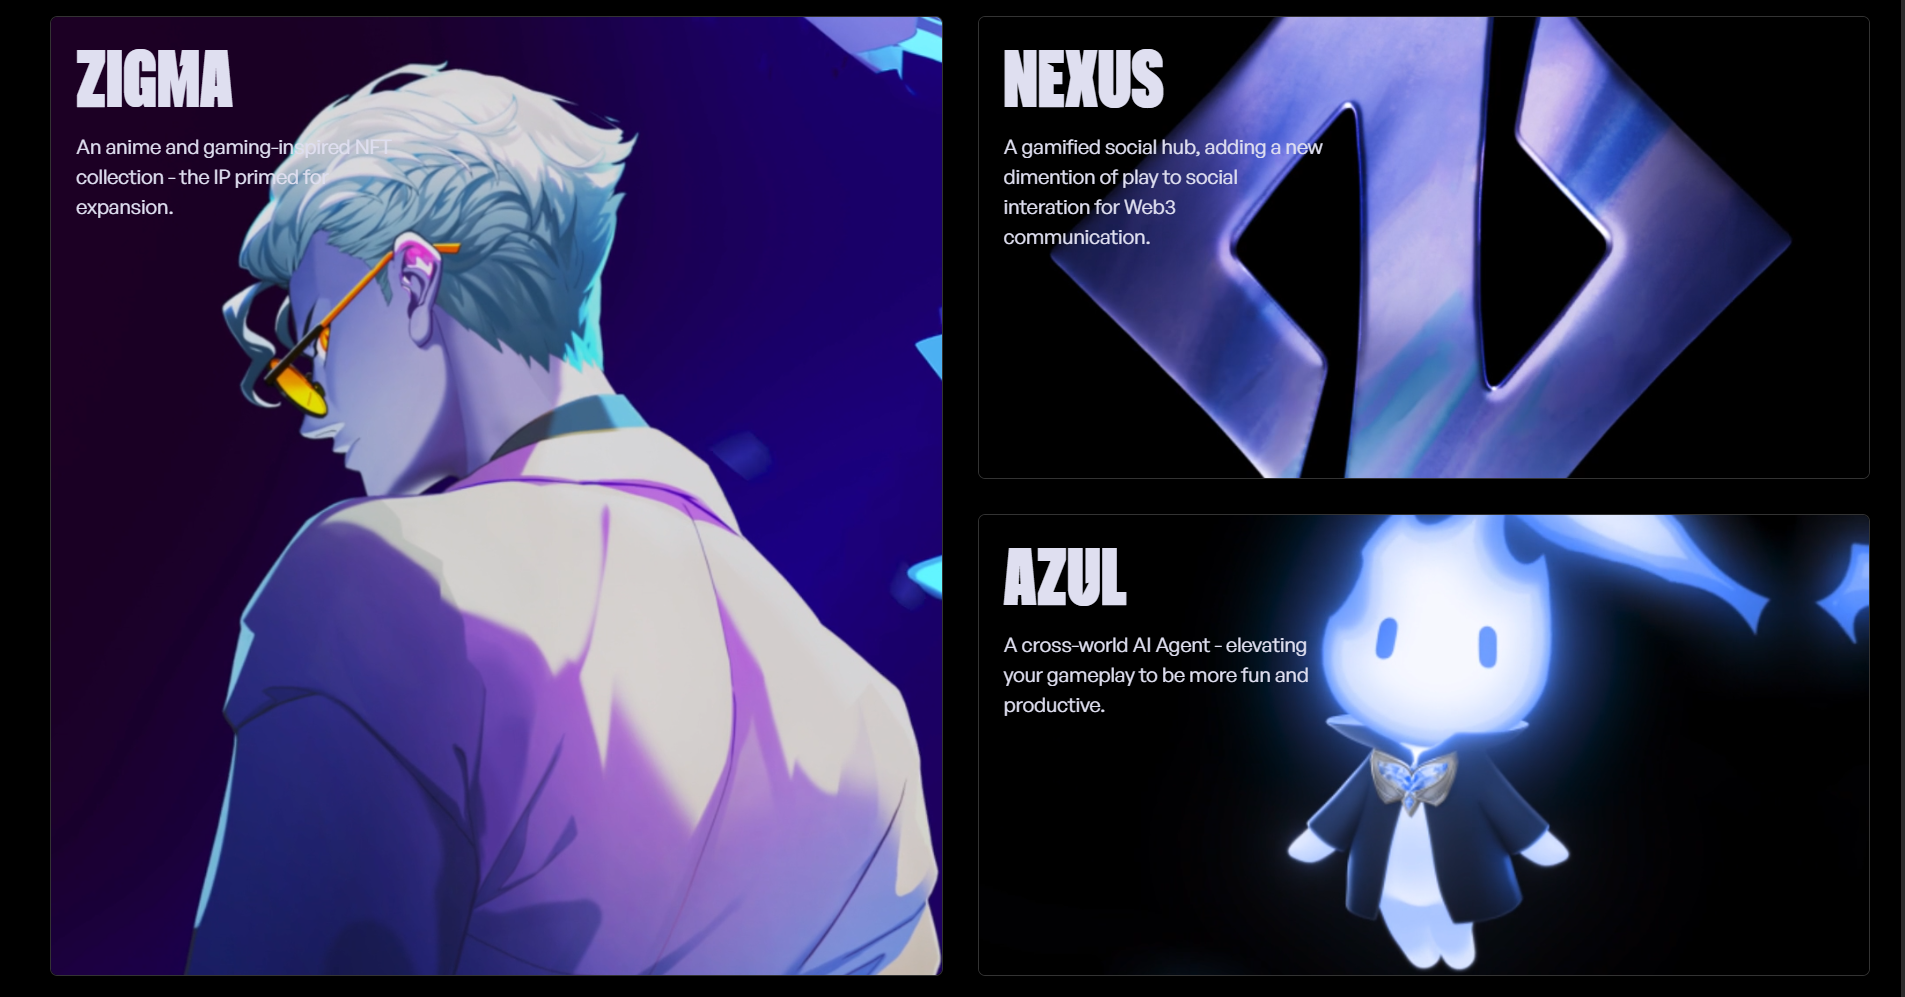 ZIGMA
An anime and gaming-inspired NFT
collection - the IP primed for
expansion.
NEXUS
A gamified social hub, adding a new
dimention of play to social
interation for Web3
communication.
AZUL
A cross-world AI Agent - elevating
your gameplay to be more fun and
productive.